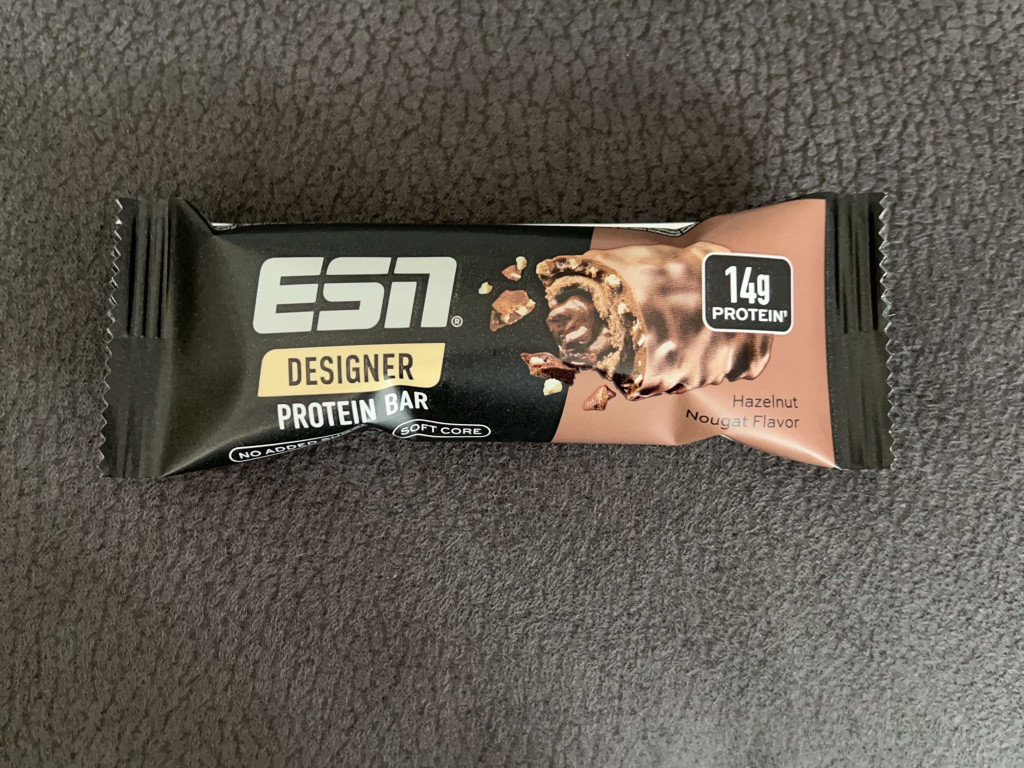 ESN®
DESIGNER
PROTEIN BAR
NO ADDED
SOFT CORE
14g
PROTEIN¹
Hazelnut
Nougat Flavor